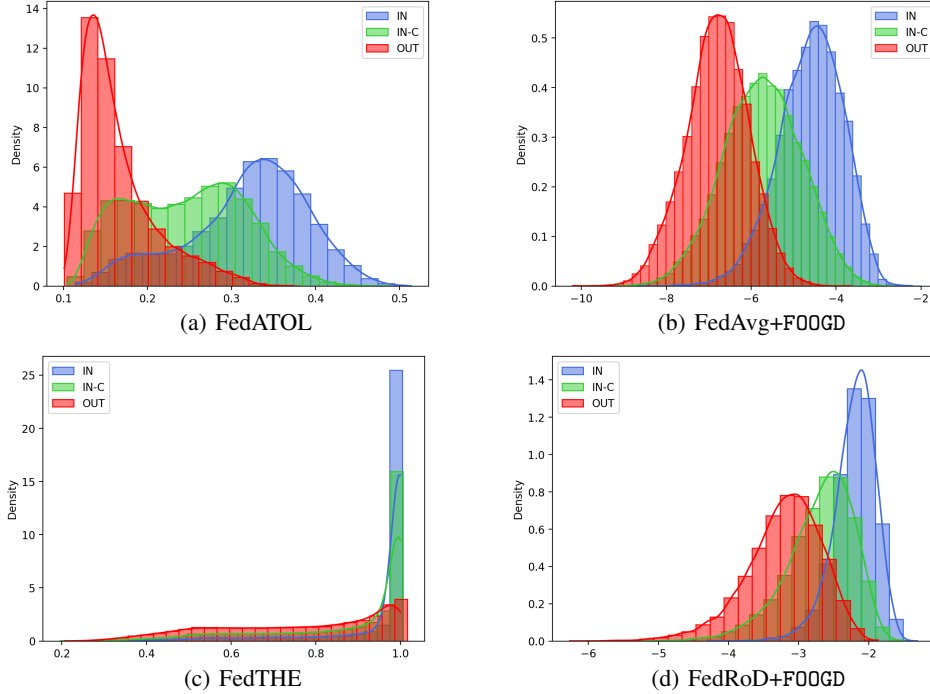 14
12
10
8
6
4
2
0
Density
0.1 0.2 0.3 0.4 0.5
IN
IN-C
OUT
(a) FedATOL
0.5
0.4
0.3
0.2
0.1
0.0
Density
−10 −8 −6 −4 −2
IN
IN-C
OUT
(b) FedAvg+FOOGD
25
20
15
10
5
0
Density
0.2 0.4 0.6 0.8 1.0
IN
IN-C
OUT
(c) FedTHE
1.4
1.2
1.0
0.8
0.6
0.4
0.2
0.0
Density
−6 −5 −4 −3 −2
IN
IN-C
OUT
(d) FedRoD+FOOGD